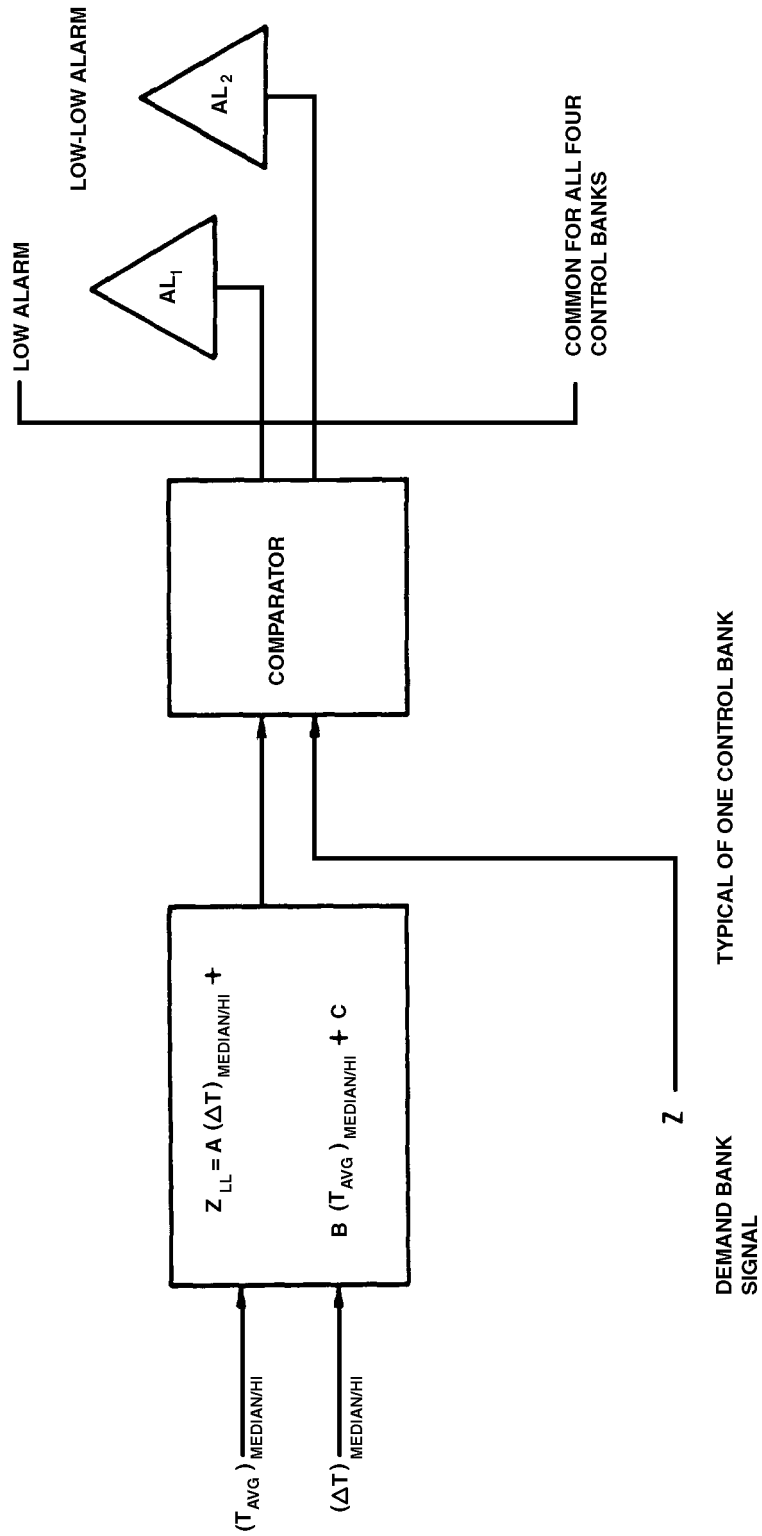 LOW ALARM
LOW-LOW ALARM
AL1
AL2
(TAVG)MEDIAN/HI
(ΔT)MEDIAN/HI
ZLL = A (ΔT)MEDIAN/HI +
B (TAVG)MEDIAN/HI + C
COMPARATOR
COMMON FOR ALL FOUR
CONTROL BANKS
Z
DEMAND BANK
SIGNAL
TYPICAL OF ONE CONTROL BANK